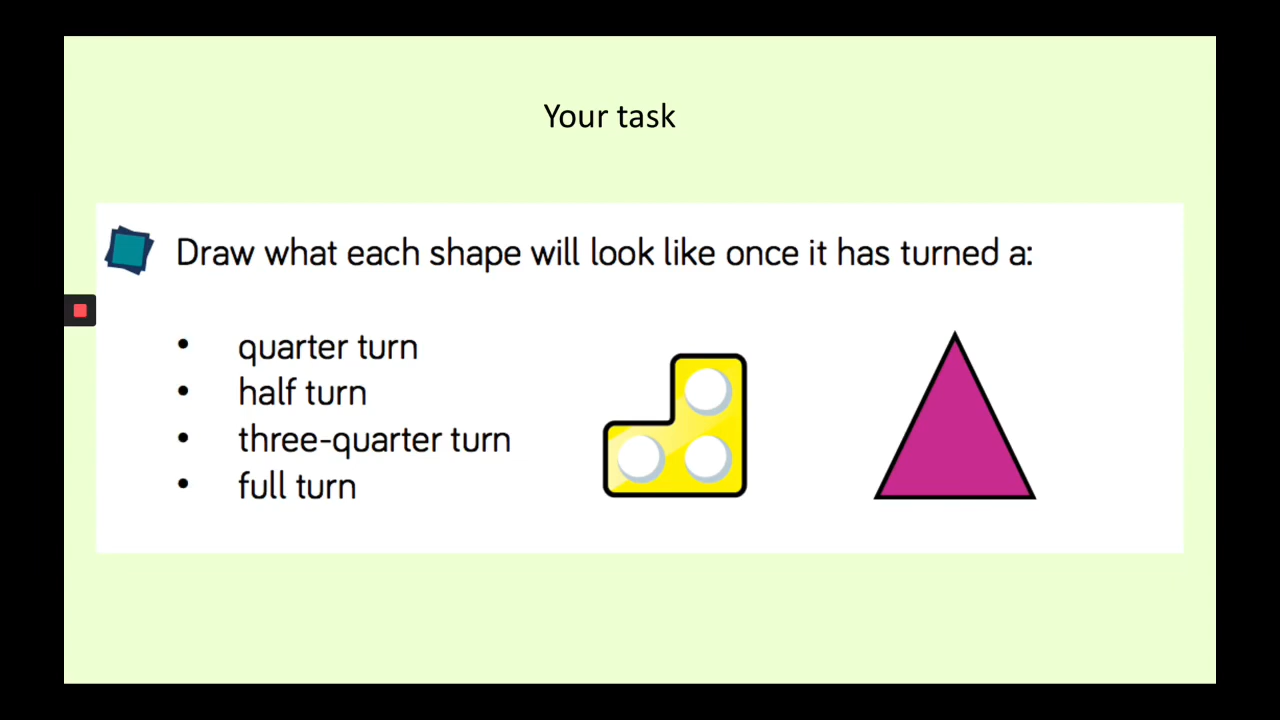 Your task
Draw what each shape will look like once it has turned a:
• quarter turn
• half turn
• three-quarter turn
• full turn